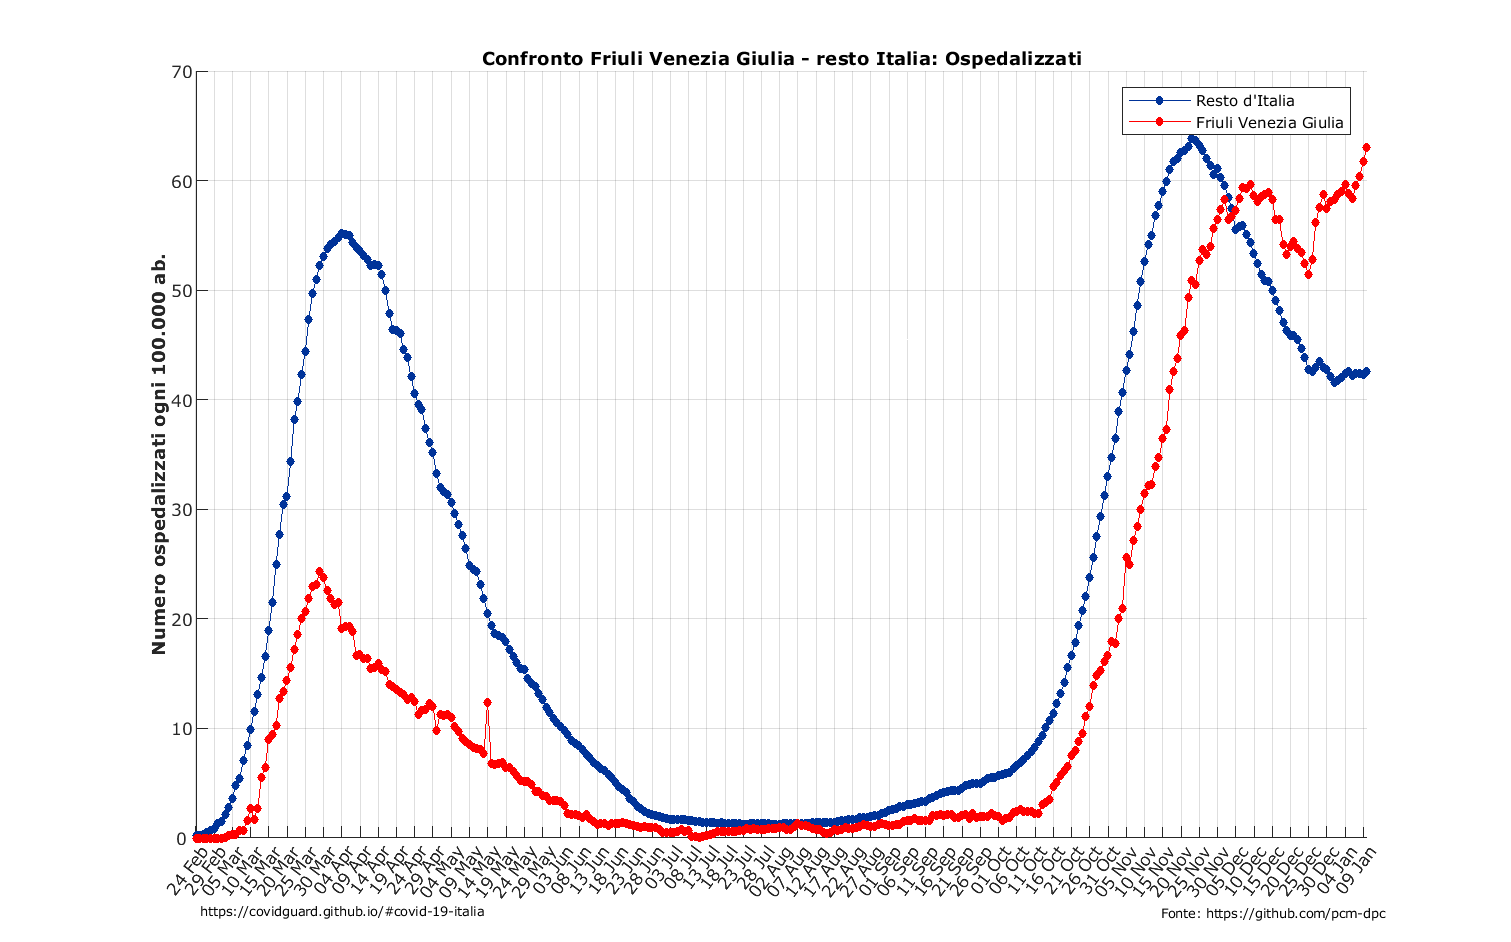 Confronto Friuli Venezia Giulia - resto Italia: Ospedalizzati
Resto d'Italia
Friuli Venezia Giulia
Numero ospedalizzati ogni 100.000 ab.
70
60
50
40
30
20
10
0
24 Feb
29 Feb
05 Mar
10 Mar
15 Mar
20 Mar
25 Mar
30 Mar
04 Apr
09 Apr
14 Apr
19 Apr
24 Apr
29 Apr
04 May
09 May
14 May
19 May
24 May
29 May
03 Jun
08 Jun
13 Jun
18 Jun
23 Jun
28 Jun
03 Jul
08 Jul
13 Jul
18 Jul
23 Jul
28 Jul
02 Aug
07 Aug
12 Aug
17 Aug
22 Aug
27 Aug
01 Sep
06 Sep
11 Sep
16 Sep
21 Sep
26 Sep
01 Oct
06 Oct
11 Oct
16 Oct
21 Oct
26 Oct
31 Oct
05 Nov
10 Nov
15 Nov
20 Nov
25 Nov
30 Nov
05 Dec
10 Dec
15 Dec
20 Dec
25 Dec
30 Dec
04 Jan
09 Jan
https://covidguard.github.io/#covid-19-italia
Fonte: https://github.com/pcm-dpc